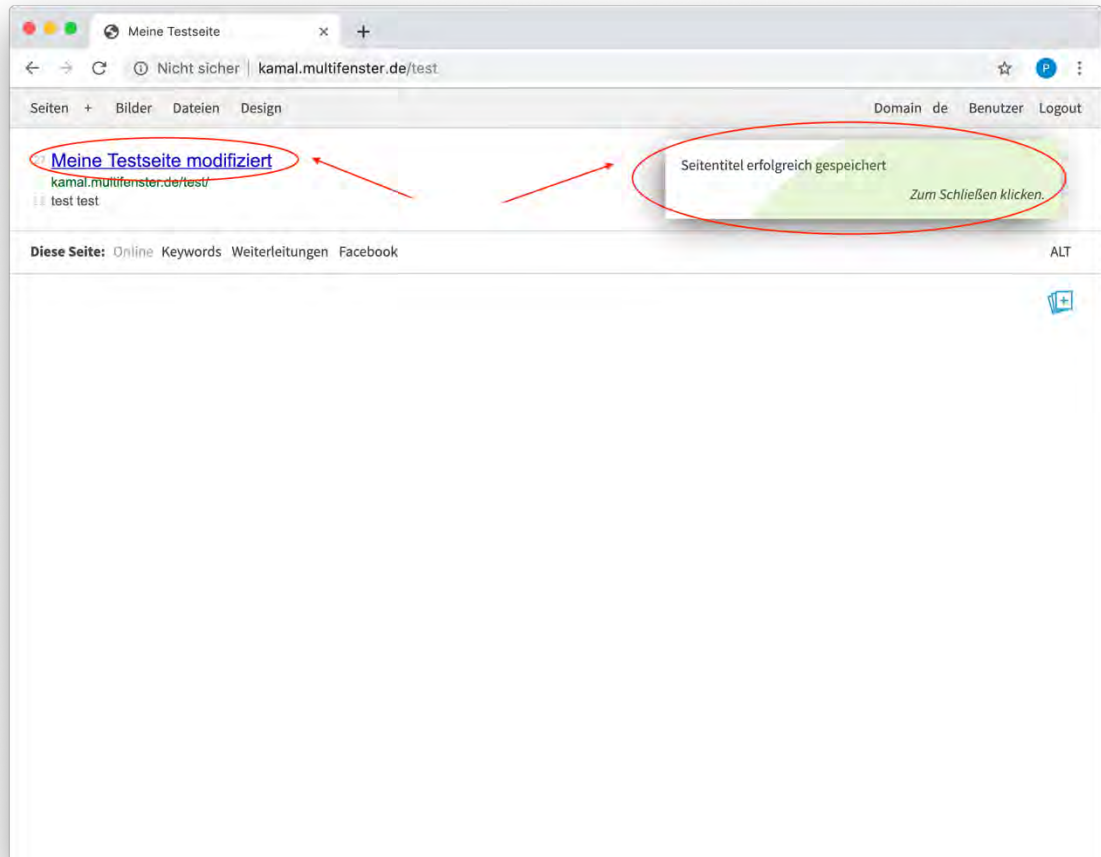 Meine Testseite
Nicht sicher | kamal.multifenster.de/test
P
Seiten + Bilder Dateien Design Domain de Benutzer Logout
27 Meine Testseite modifiziert
kamal.multifenster.de/test/
test test
Seitentitel erfolgreich gespeichert
Zum Schließen klicken.
Diese Seite: Online Keywords Weiterleitungen Facebook ALT